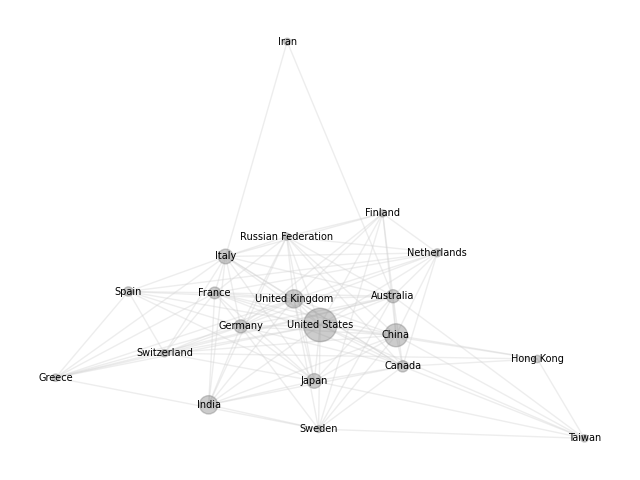 Iran
Finland
Russian Federation
Netherlands
Italy
Spain
France
United Kingdom
Australia
Germany
United States
China
Switzerland
Hong Kong
Canada
Greece
Japan
India
Sweden
Taiwan